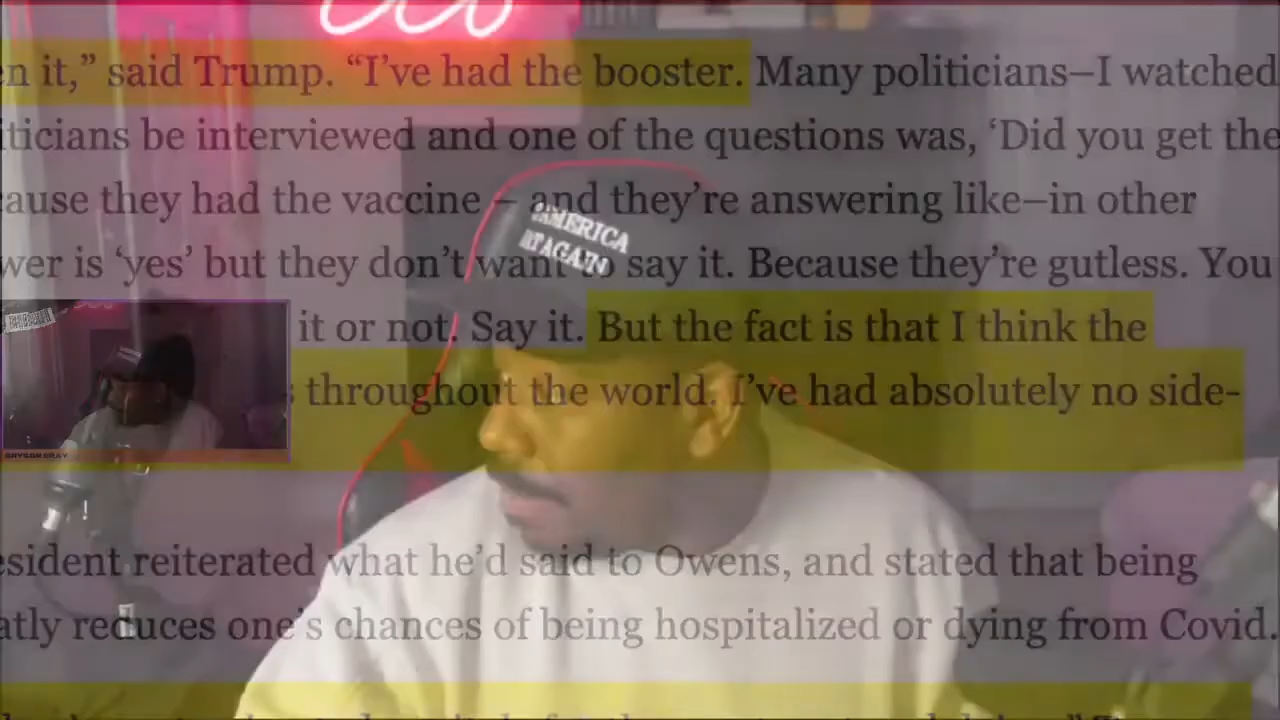 n it,” said Trump. “I’ve had the booster. Many politicians—I watched
iticians be interviewed and one of the questions was, ‘Did you get the
ause they had the vaccine – and they’re answering like—in other
wer is ‘yes’ but they don’t want to say it. Because they’re gutless. You
it or not. Say it. But the fact is that I think the
s throughout the world. I’ve had absolutely no side-
esident reiterated what he’d said to Owens, and stated that being
atly reduces one’s chances of being hospitalized or dying from Covid.
AMERICA
AGAIN